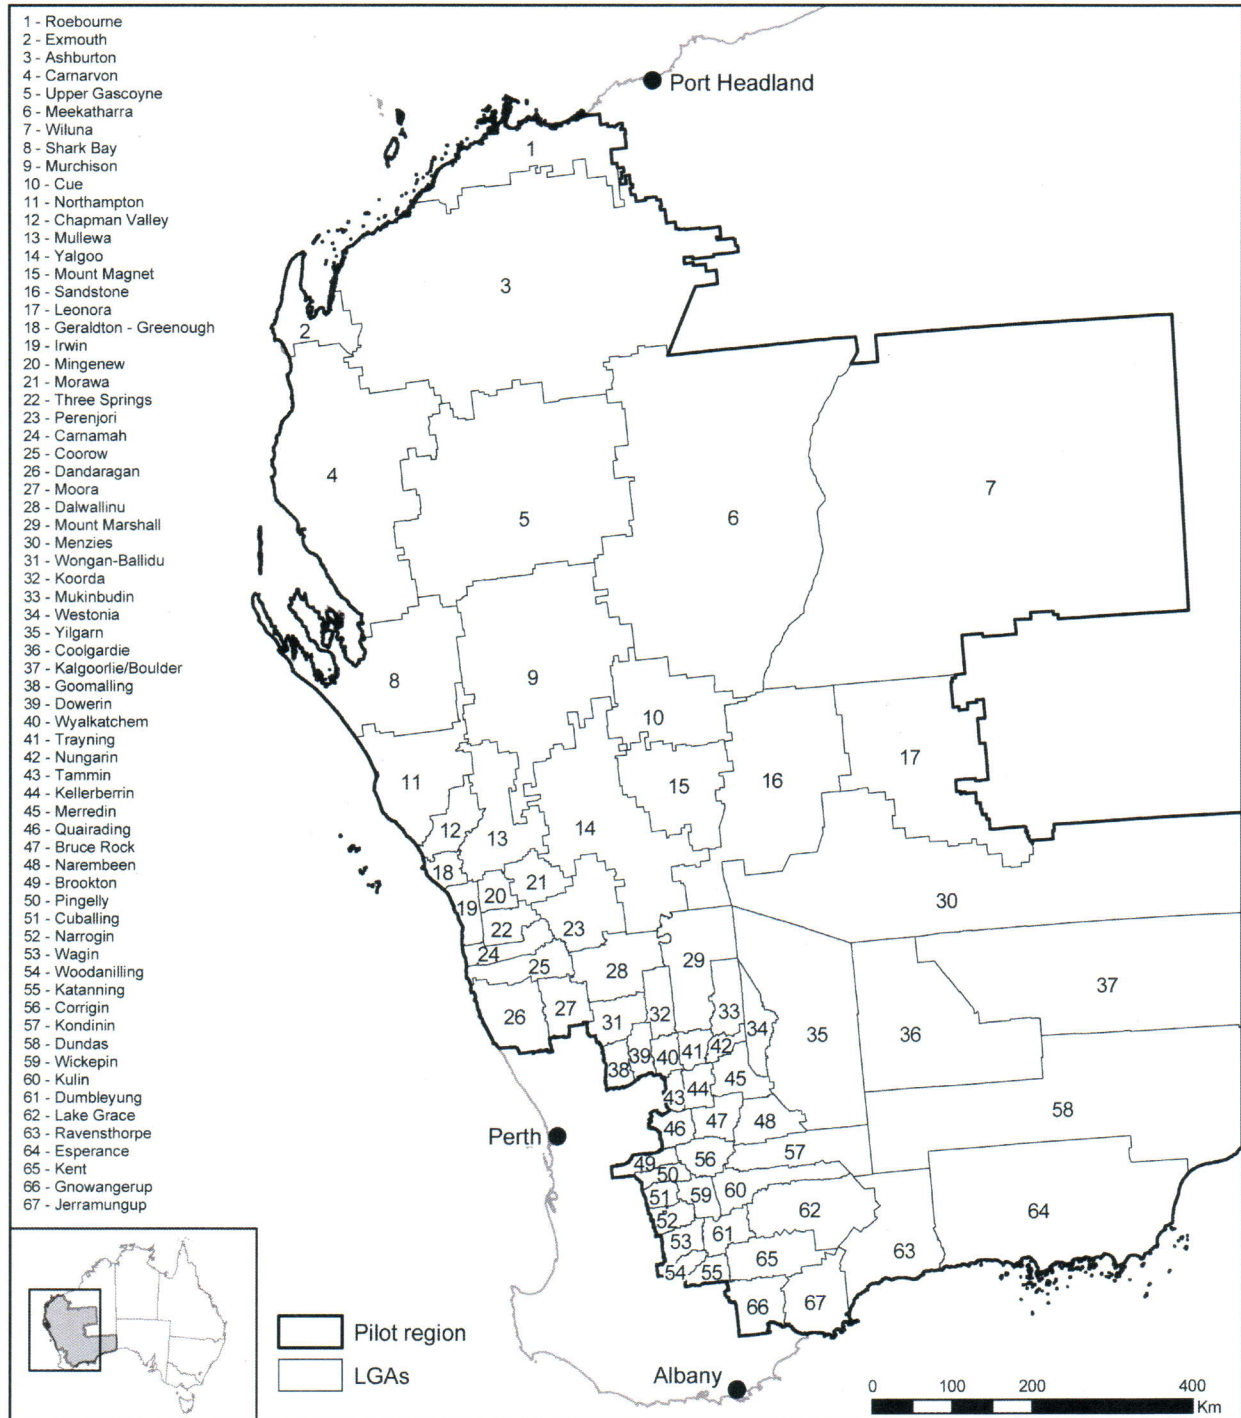 1 - Roebourne
2 - Exmouth
3 - Ashburton
4 - Carnarvon
5 - Upper Gascoyne
6 - Meekatharra
7 - Wiluna
8 - Shark Bay
9 - Murchison
10 - Cue
11 - Northampton
12 - Chapman Valley
13 - Mullewa
14 - Yalgoo
15 - Mount Magnet
16 - Sandstone
17 - Leonora
18 - Geraldton - Greenough
19 - Irwin
20 - Mingenew
21 - Morawa
22 - Three Springs
23 - Perenjori
24 - Carnamah
25 - Coorow
26 - Dandaragan
27 - Moora
28 - Dalwallinu
29 - Mount Marshall
30 - Menzies
31 - Wongan-Ballidu
32 - Koorda
33 - Mukinbudin
34 - Westonia
35 - Yilgarn
36 - Coolgardie
37 - Kalgoorlie/Boulder
38 - Goomalling
39 - Dowerin
40 - Wyalkatchem
41 - Trayning
42 - Nungarin
43 - Tammin
44 - Kellerberrin
45 - Merredin
46 - Quairading
47 - Bruce Rock
48 - Narembeen
49 - Brookton
50 - Pingelly
51 - Cuballing
52 - Narrogin
53 - Wagin
54 - Woodanilling
55 - Katanning
56 - Corrigin
57 - Kondinin
58 - Dundas
59 - Wickepin
60 - Kulin
61 - Dumbleyung
62 - Lake Grace
63 - Ravensthorpe
64 - Esperance
65 - Kent
66 - Gnowangerup
67 - Jerramungup
Port Headland
1
3
2
4
5
6
7
8
9
10
11
15
16
17
12
13
14
18
21
20
19
30
22
23
24
25
28
29
37
26
27
31
32
33
34
35
36
38
39
40
41
42
43
44
45
58
46
47
48
Perth
49
56
57
50
51
59
60
52
62
64
53
61
63
54
55
65
66
67
Pilot region
LGAs
Albany
0 100 200 400
Km